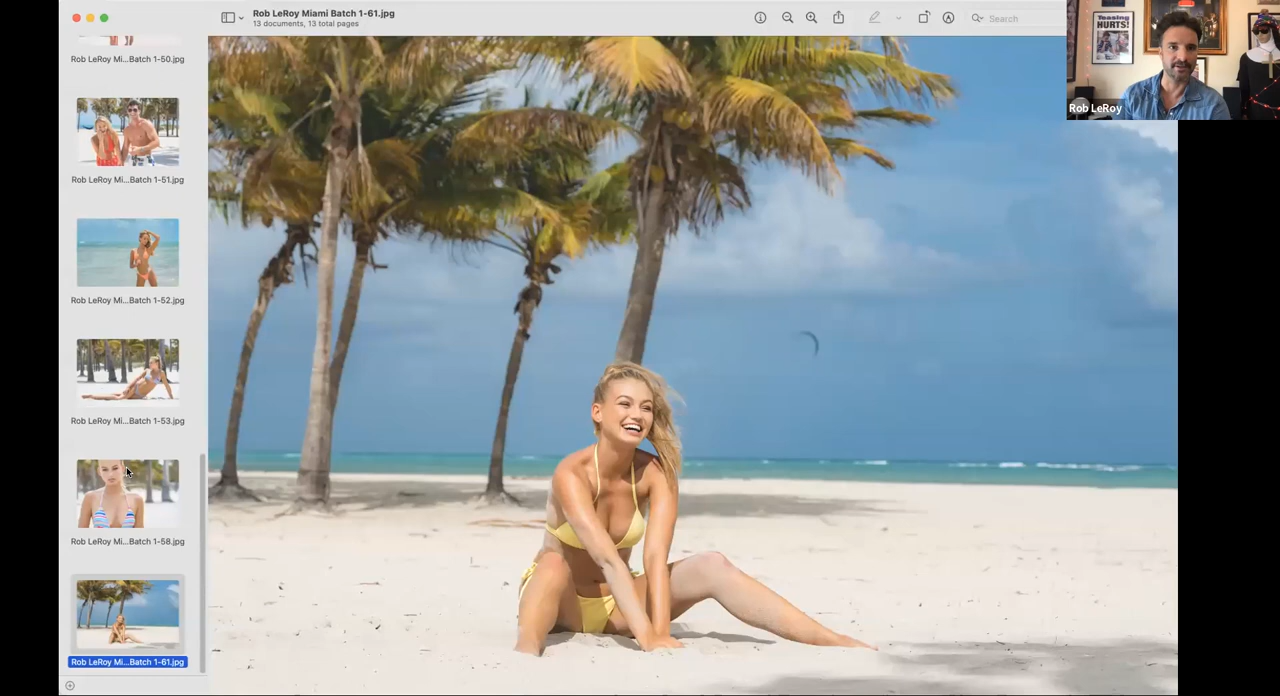 Rob LeRoy Miami Batch 1-61.jpg
13 documents, 13 total pages
Search
Teasing
HURTS!
Rob LeRoy
Rob LeRoy Mi...Batch 1-50.jpg
Rob LeRoy Mi...Batch 1-51.jpg
Rob LeRoy Mi...Batch 1-52.jpg
Rob LeRoy Mi...Batch 1-53.jpg
Rob LeRoy Mi...Batch 1-58.jpg
Rob LeRoy Mi...Batch 1-61.jpg